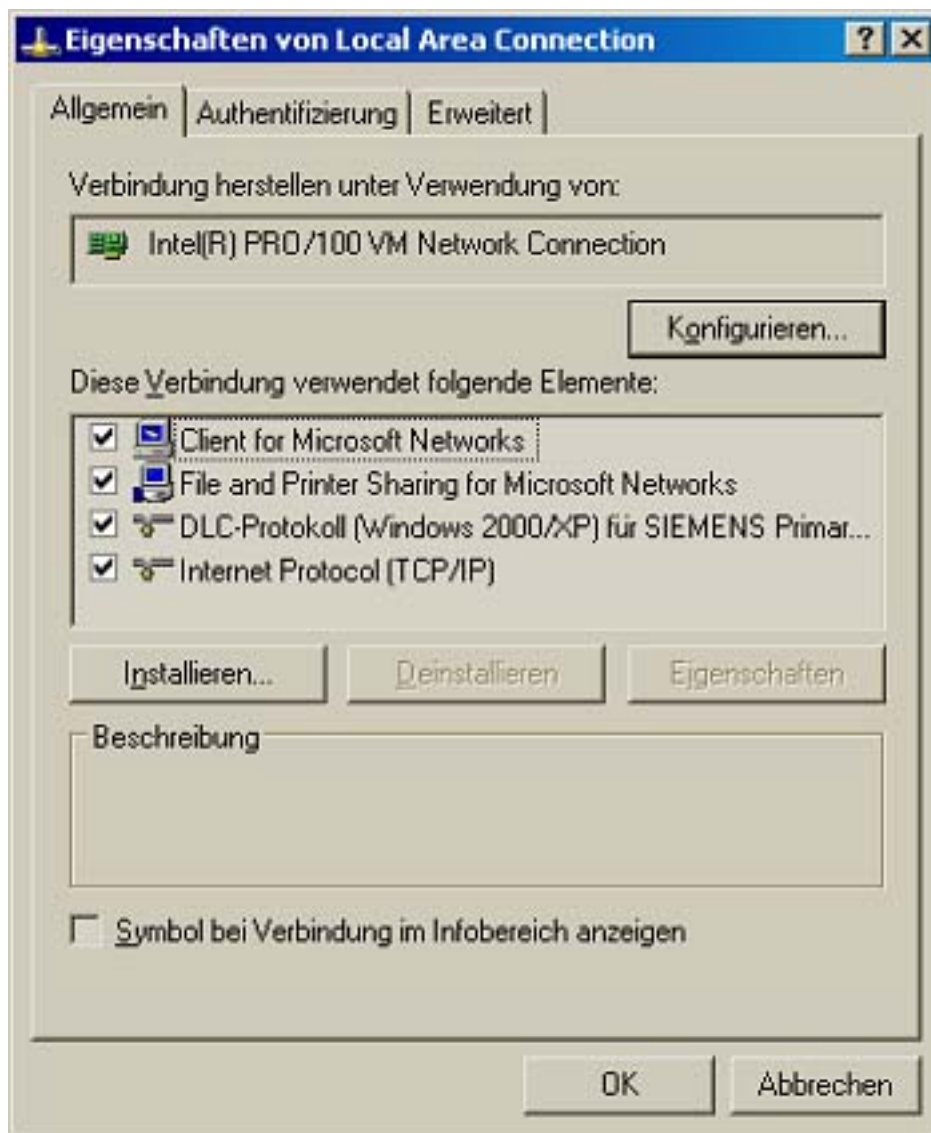 Eigenschaften von Local Area Connection
Allgemein
Authentifizierung
Erweitert
Verbindung herstellen unter Verwendung von:
Intel(R) PRO/100 VM Network Connection
Konfigurieren...
Diese Verbindung verwendet folgende Elemente:
Client for Microsoft Networks
File and Printer Sharing for Microsoft Networks
DLC-Protokoll (Windows 2000/XP) für SIEMENS Primar...
Internet Protocol (TCP/IP)
Installieren...
Deinstallieren
Eigenschaften
Beschreibung
Symbol bei Verbindung im Infobereich anzeigen
OK
Abbrechen